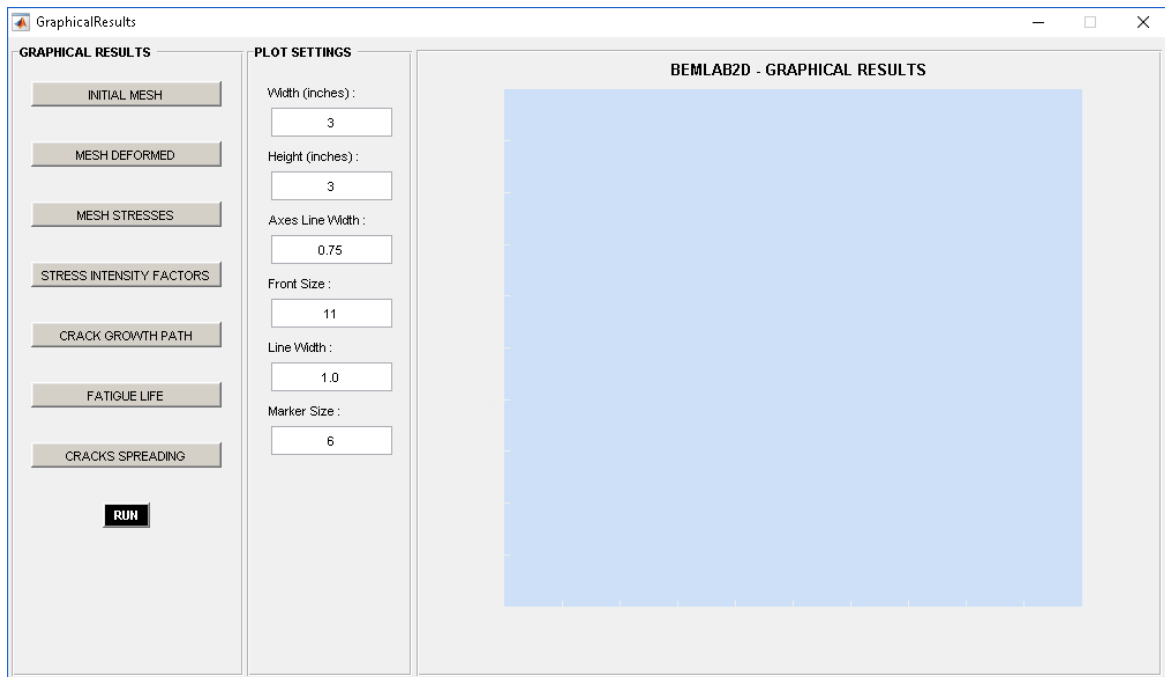 GraphicalResults
GRAPHICAL RESULTS
INITIAL MESH
MESH DEFORMED
MESH STRESSES
STRESS INTENSITY FACTORS
CRACK GROWTH PATH
FATIGUE LIFE
CRACKS SPREADING
RUN
PLOT SETTINGS
Width (inches) :
3
Height (inches) :
3
Axes Line Width :
0.75
Front Size :
11
Line Width :
1.0
Marker Size :
6
BEMLAB2D - GRAPHICAL RESULTS